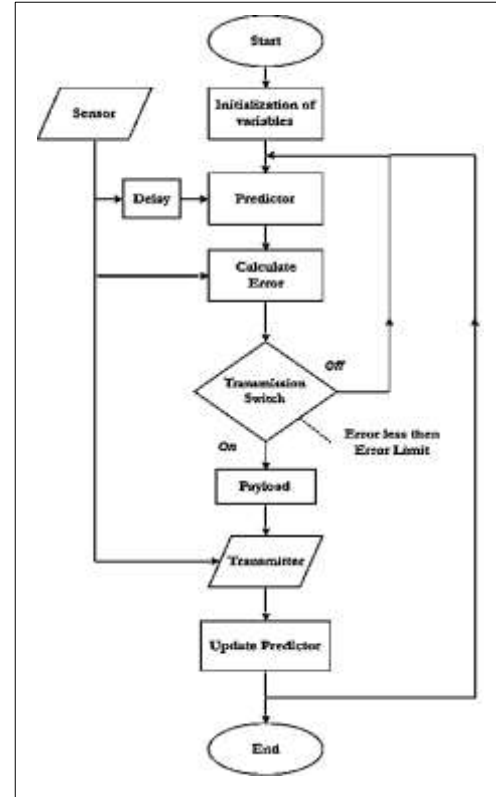 Start
Sensor
Initialization of
variables
Delay
Predictor
Calculate
Error
Off
Transmission
Switch
Error less then
Error Limit
On
Payload
Transmitter
Update Predictor
End